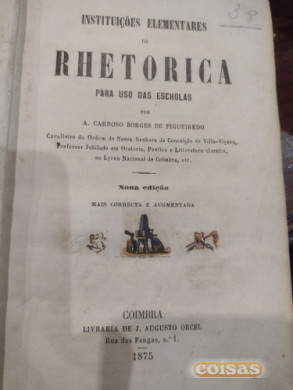 INSTITUIÇÕES ELEMENTARES
DE
RHETORICA
PARA USO DAS ESCHOLAS
POR
A. CARDOSO BORGES DE FIGUEIREDO
Cavalleiro da Ordem de Nossa Senhora da Conceição de Villa-Viçosa,
Professor Jubilado em Oratoria, Poetica e Litteratura classica,
no Lyceu Nacional de Coimbra, etc.
Nona edição
MAIS CORRECTA E AUGMENTADA
COIMBRA
LIVRARIA DE J. AUGUSTO ORCEL
Rua das Fangas, n.º 1.
1875
coisas